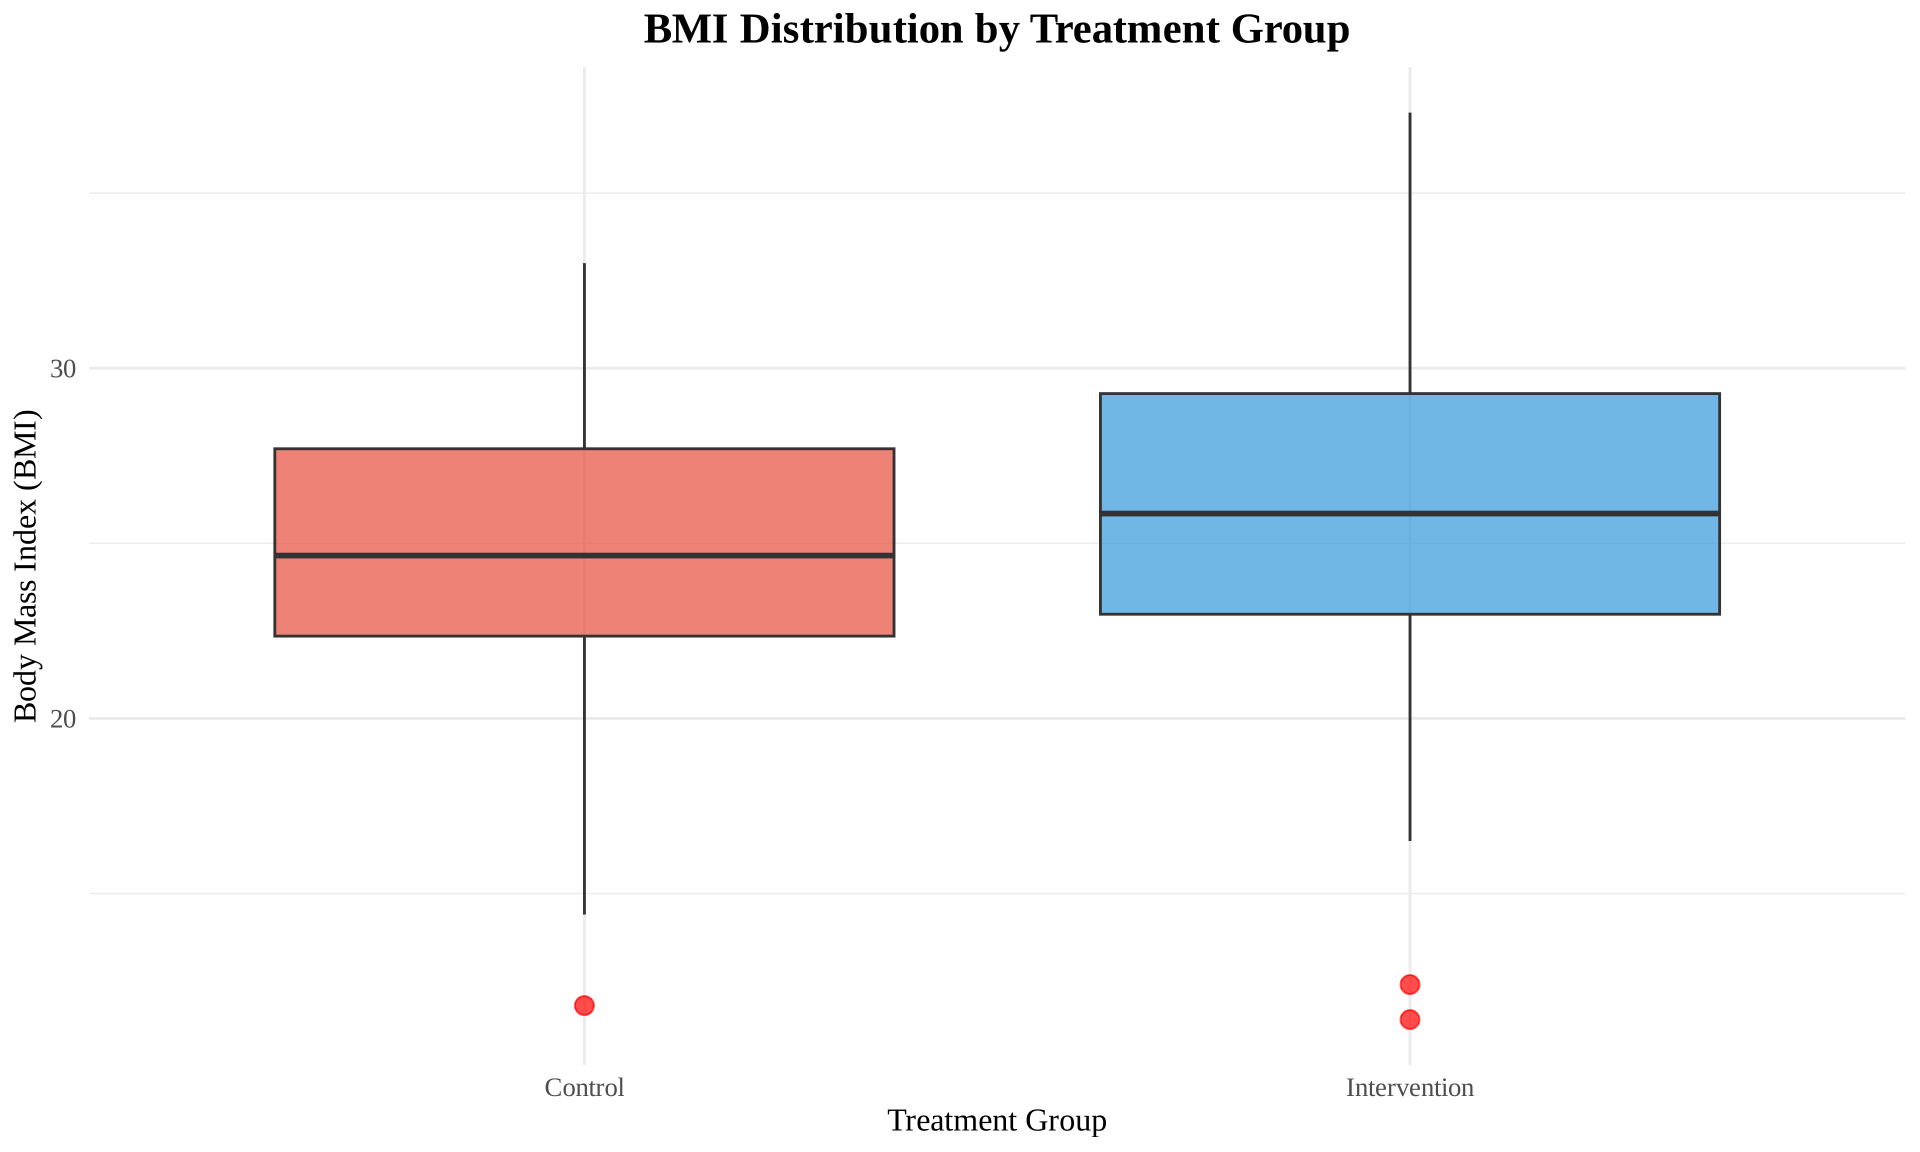 BMI Distribution by Treatment Group
Body Mass Index (BMI)
30
20
Control
Intervention
Treatment Group